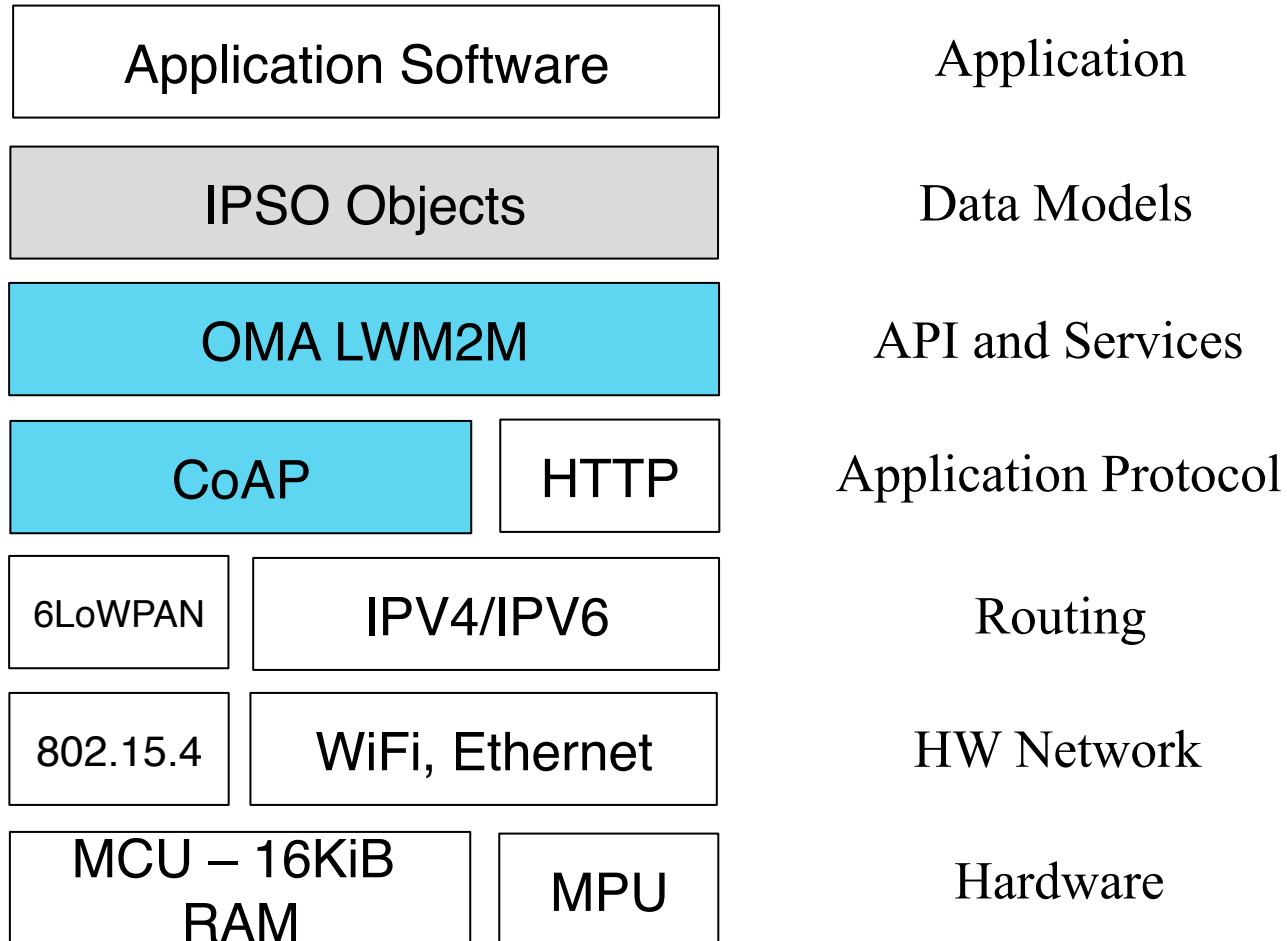 Application Software
Application
IPSO Objects
Data Models
OMA LWM2M
API and Services
CoAP
HTTP
Application Protocol
6LoWPAN
IPV4/IPV6
Routing
802.15.4
WiFi, Ethernet
HW Network
MCU – 16KiB
RAM
MPU
Hardware